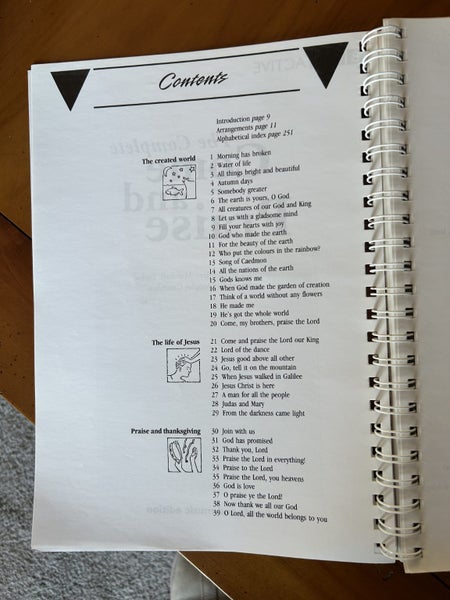 Contents
Introduction page 9
Arrangements page 11
Alphabetical index page 251
The created world
1 Morning has broken
2 Water of life
3 All things bright and beautiful
4 Autumn days
5 Somebody greater
6 The earth is yours, O God
7 All creatures of our God and King
8 Let us with a gladsome mind
9 Fill your hearts with joy
10 God who made the earth
11 For the beauty of the earth
12 Who put the colours in the rainbow?
13 Song of Caedmon
14 All the nations of the earth
15 Gods knows me
16 When God made the garden of creation
17 Think of a world without any flowers
18 He made me
19 He's got the whole world
20 Come, my brothers, praise the Lord
The life of Jesus
21 Come and praise the Lord our King
22 Lord of the dance
23 Jesus good above all other
24 Go, tell it on the mountain
25 When Jesus walked in Galilee
26 Jesus Christ is here
27 A man for all the people
28 Judas and Mary
29 From the darkness came light
Praise and thanksgiving
30 Join with us
31 God has promised
32 Thank you, Lord
33 Praise the Lord in everything!
34 Praise to the Lord
35 Praise the Lord, you heavens
36 God is love
37 O praise ye the Lord!
38 Now thank we all our God
39 O Lord, all the world belongs to you